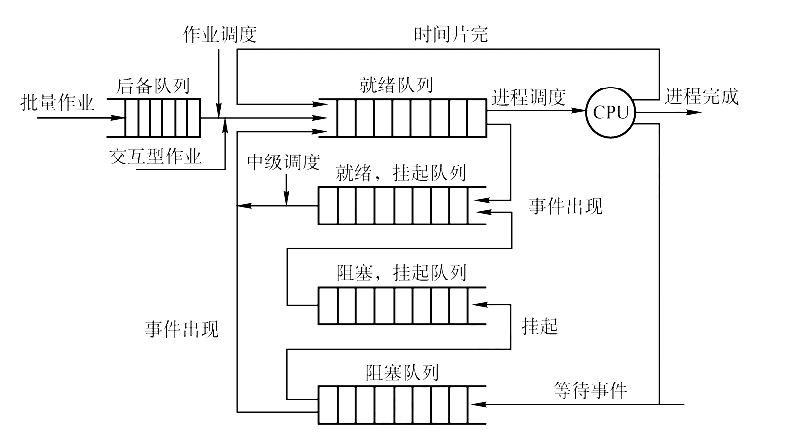 作业调度
时间片完
后备队列
就绪队列
批量作业
进程调度
CPU
进程完成
交互型作业
中级调度
就绪，挂起队列
事件出现
阻塞，挂起队列
事件出现
挂起
阻塞队列
等待事件